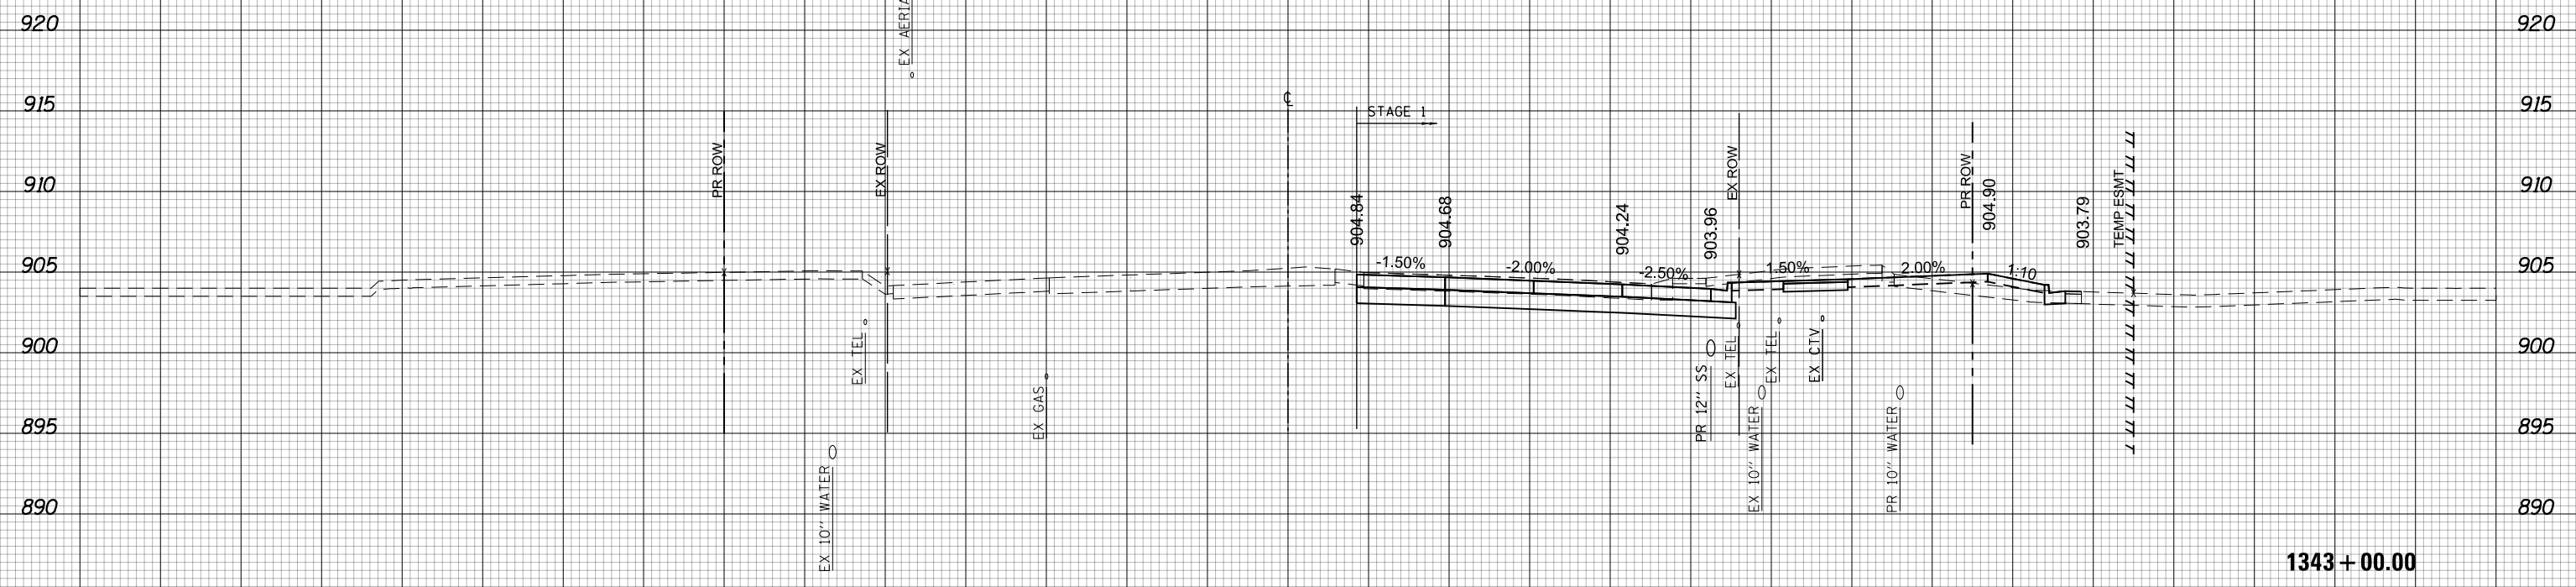 920
920
EX AERIA
915
915
℄
STAGE 1
910
910
PR ROW
EX ROW
904.84
904.68
904.24
903.96
EX ROW
PR ROW
904.90
903.79
TEMP ESMT
905
905
-1.50%
-2.00%
-2.50%
1.50%
2.00%
1:10
900
900
EX TEL
EX GAS
PR 12'' SS
EX TEL
EX TEL
EX CTV
895
895
EX 10'' WATER
EX 10'' WATER
PR 10'' WATER
890
890
1343+00.00